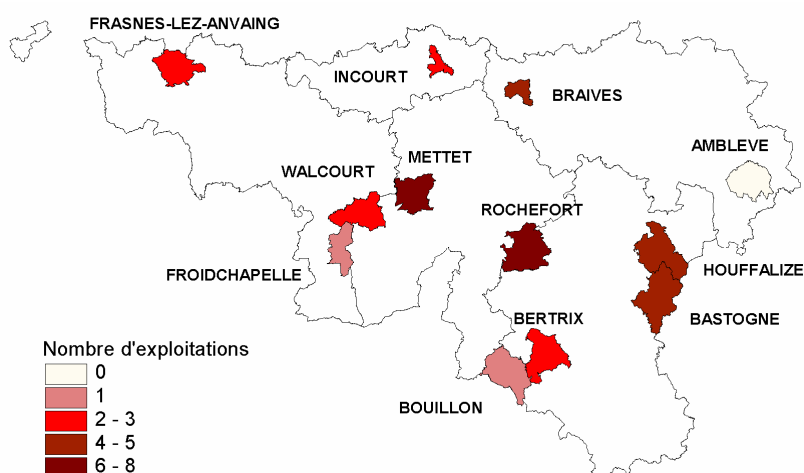 FRASNES-LEZ-ANVAING
INCOURT
BRAIVES
AMBLEVE
WALCOURT
METTET
ROCHEFORT
FROIDCHAPELLE
HOUFFALIZE
BASTOGNE
BERTRIX
BOUILLON
Nombre d'exploitations
0
1
2 - 3
4 - 5
6 - 8